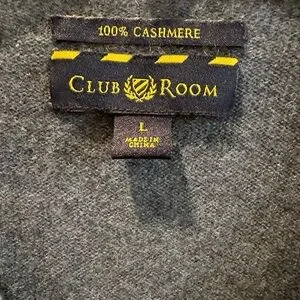 100% CASHMERE
CLUB ROOM
L
MADE IN
CHINA